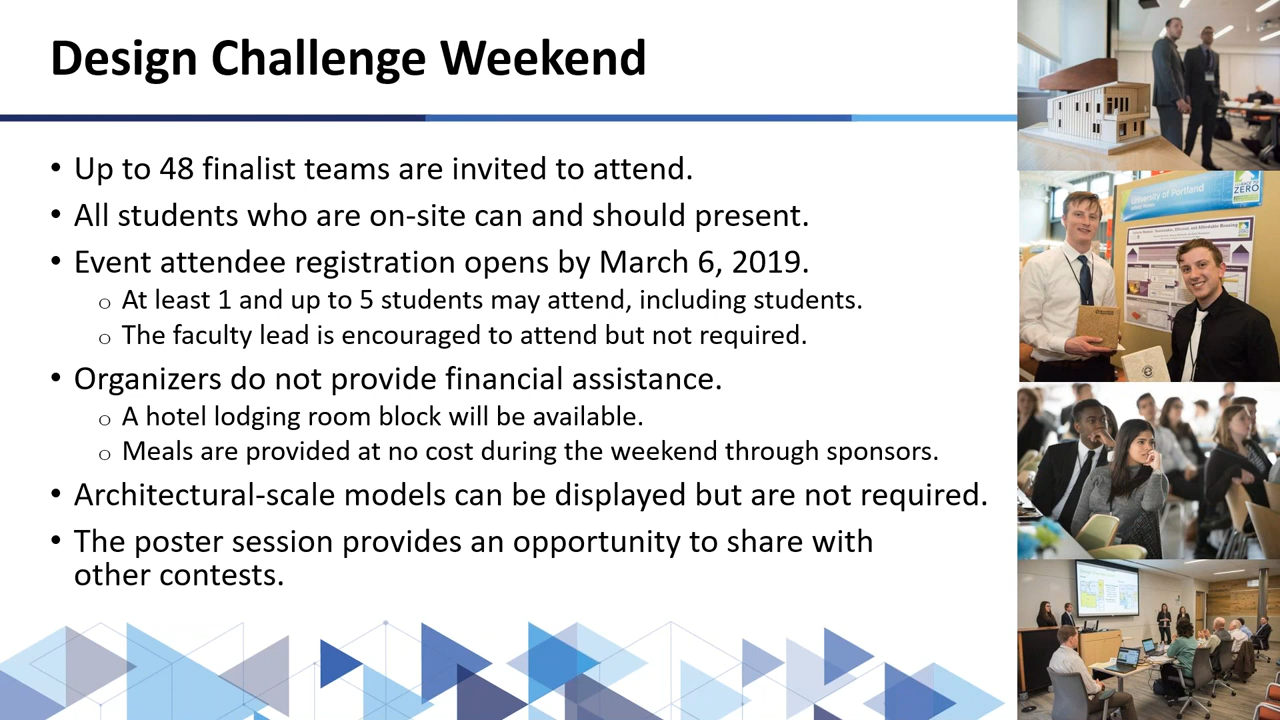 Design Challenge Weekend
• Up to 48 finalist teams are invited to attend.
• All students who are on-site can and should present.
• Event attendee registration opens by March 6, 2019.
o At least 1 and up to 5 students may attend, including students.
o The faculty lead is encouraged to attend but not required.
• Organizers do not provide financial assistance.
o A hotel lodging room block will be available.
o Meals are provided at no cost during the weekend through sponsors.
• Architectural-scale models can be displayed but are not required.
• The poster session provides an opportunity to share with
other contests.
University of Portland
ZERO